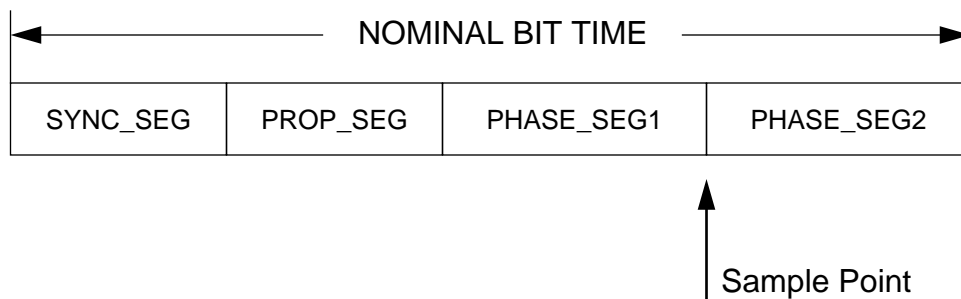 NOMINAL BIT TIME
SYNC_SEG PROP_SEG PHASE_SEG1 PHASE_SEG2
Sample Point